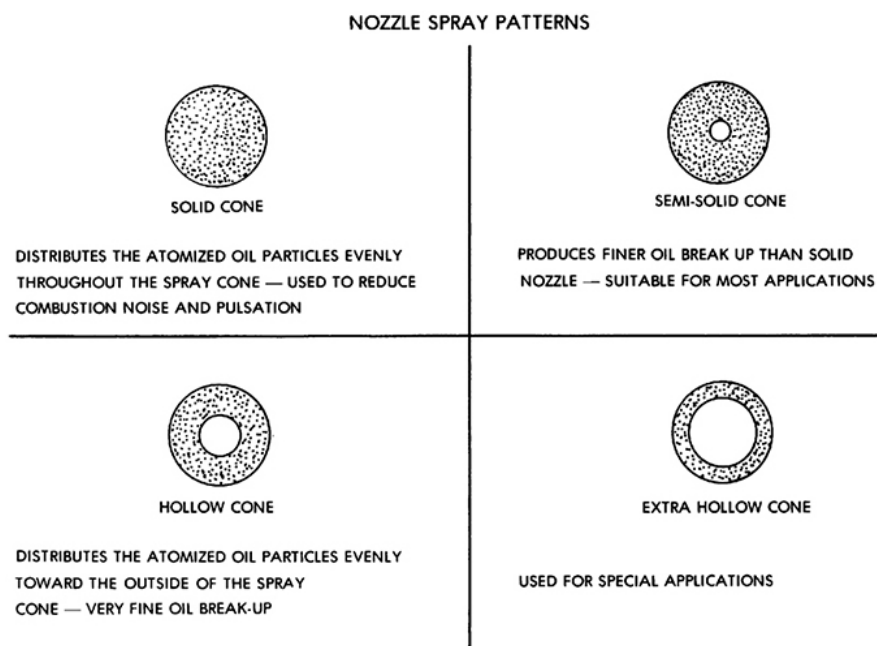 NOZZLE SPRAY PATTERNS
SOLID CONE
DISTRIBUTES THE ATOMIZED OIL PARTICLES EVENLY
THROUGHOUT THE SPRAY CONE — USED TO REDUCE
COMBUSTION NOISE AND PULSATION
SEMI-SOLID CONE
PRODUCES FINER OIL BREAK UP THAN SOLID
NOZZLE — SUITABLE FOR MOST APPLICATIONS
HOLLOW CONE
DISTRIBUTES THE ATOMIZED OIL PARTICLES EVENLY
TOWARD THE OUTSIDE OF THE SPRAY
CONE — VERY FINE OIL BREAK-UP
EXTRA HOLLOW CONE
USED FOR SPECIAL APPLICATIONS